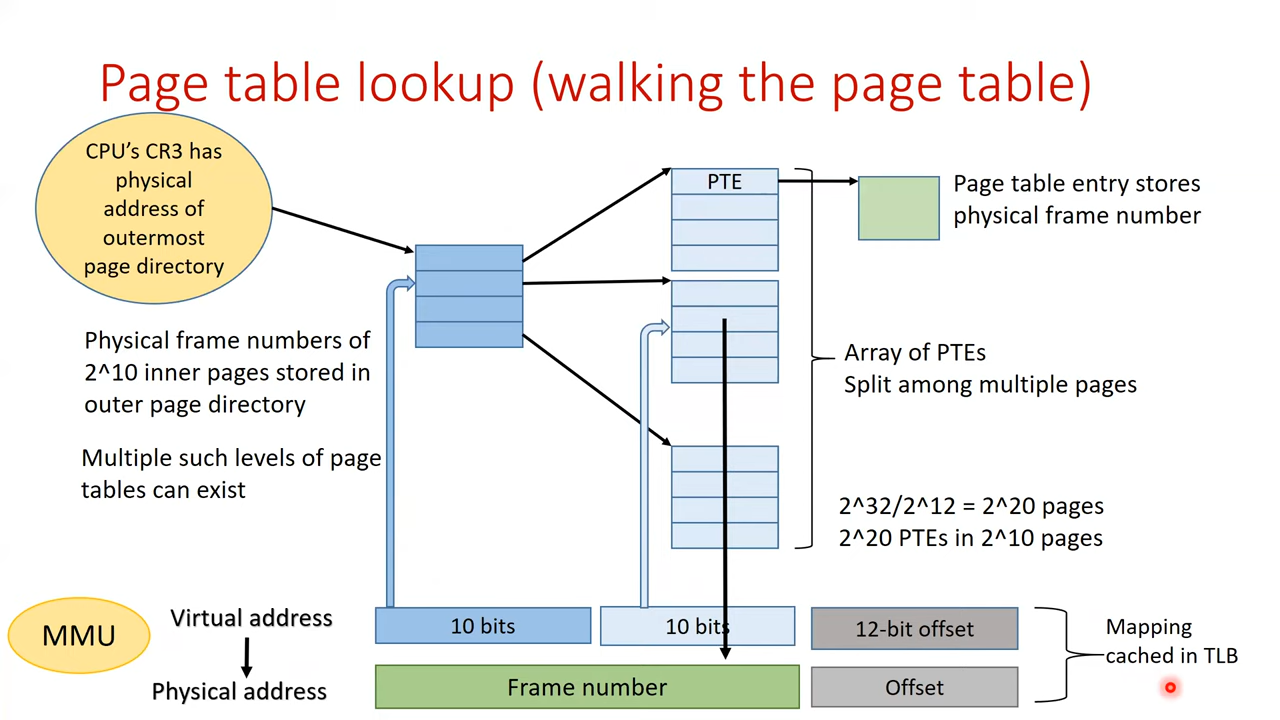 Page table lookup (walking the page table)
CPU's CR3 has
physical
address of
outermost
page directory
PTE
Page table entry stores
physical frame number
Physical frame numbers of
2^10 inner pages stored in
outer page directory
Array of PTEs
Split among multiple pages
Multiple such levels of page
tables can exist
2^32/2^12 = 2^20 pages
2^20 PTEs in 2^10 pages
MMU
Virtual address
10 bits
10 bits
12-bit offset
Mapping
cached in TLB
Physical address
Frame number
Offset